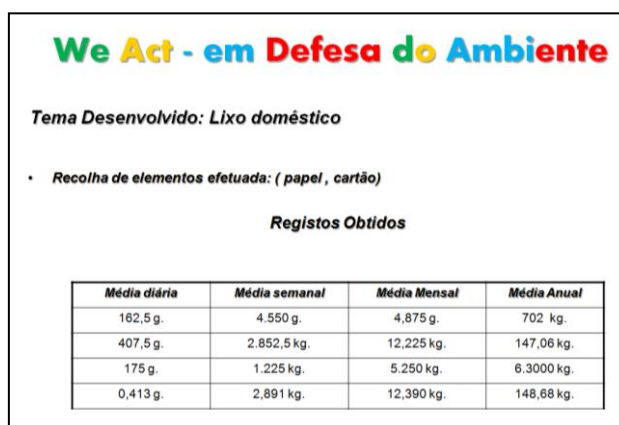 We Act - em Defesa do Ambiente
Tema Desenvolvido: Lixo doméstico
• Recolha de elementos efetuada: ( papel , cartão)
Registos Obtidos
Média diária Média semanal Média Mensal Média Anual
162,5 g. 4.550 g. 4,875 g. 702 kg.
407,5 g. 2.852,5 kg. 12,225 kg. 147,06 kg.
175 g. 1.225 kg. 5.250 kg. 6.3000 kg.
0,413 g. 2,891 kg. 12,390 kg. 148,68 kg.